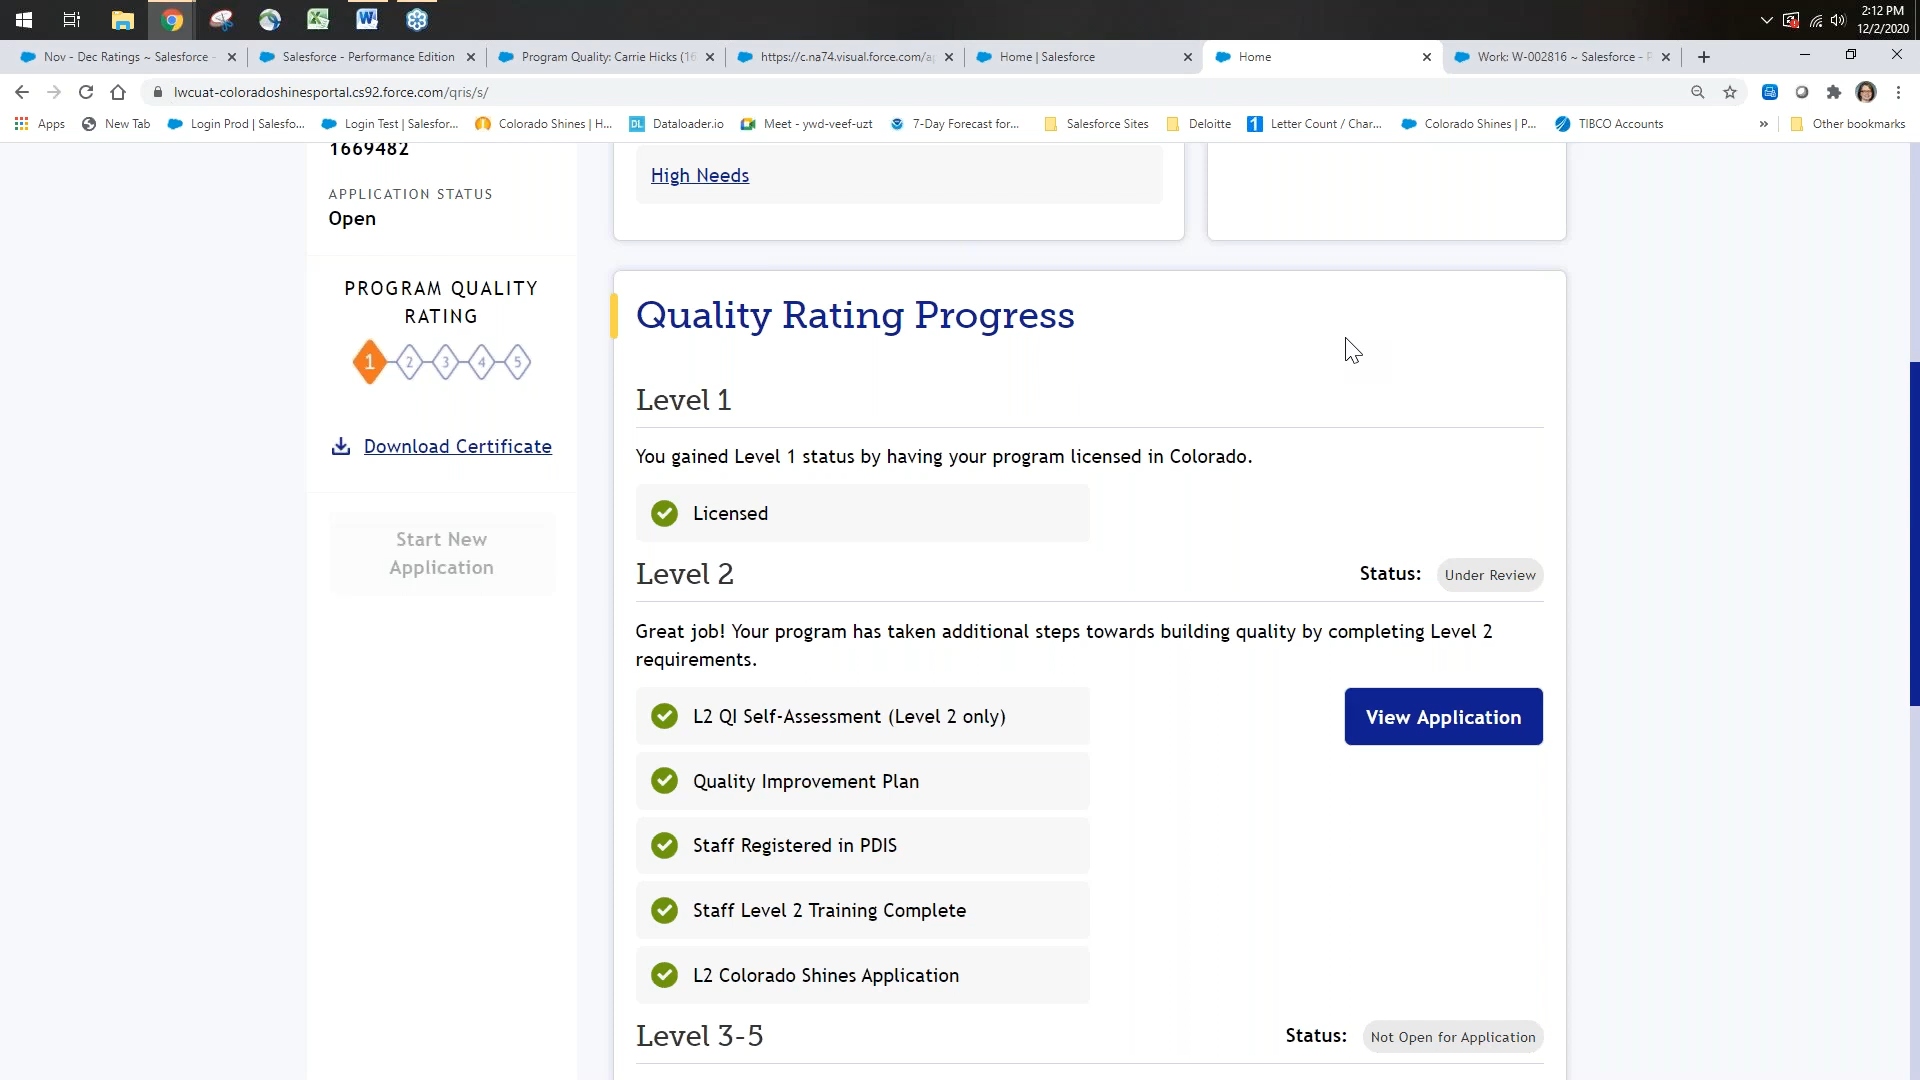 2:12 PM
12/2/2020
Nov - Dec Ratings ~ Salesforce -
Salesforce - Performance Edition
Program Quality: Carrie Hicks (16
https://c.na74.visual.force.com/a
Home | Salesforce
Home
Work: W-002816 ~ Salesforce - P
lwcuat-coloradoshinesportal.cs92.force.com/qris/s/
Apps
New Tab
Login Prod | Salesfo...
Login Test | Salesfor...
Colorado Shines | H...
DL Dataloader.io
Meet - ywd-veef-uzt
7-Day Forecast for...
Salesforce Sites
Deloitte
1 Letter Count / Char...
Colorado Shines | P...
TIBCO Accounts
»
Other bookmarks
1669482
APPLICATION STATUS
Open
PROGRAM QUALITY
RATING
1 2 3 4 5
Download Certificate
Start New
Application
High Needs
Quality Rating Progress
Level 1
You gained Level 1 status by having your program licensed in Colorado.
Licensed
Level 2
Status: Under Review
Great job! Your program has taken additional steps towards building quality by completing Level 2
requirements.
L2 QI Self-Assessment (Level 2 only)
View Application
Quality Improvement Plan
Staff Registered in PDIS
Staff Level 2 Training Complete
L2 Colorado Shines Application
Level 3-5
Status: Not Open for Application